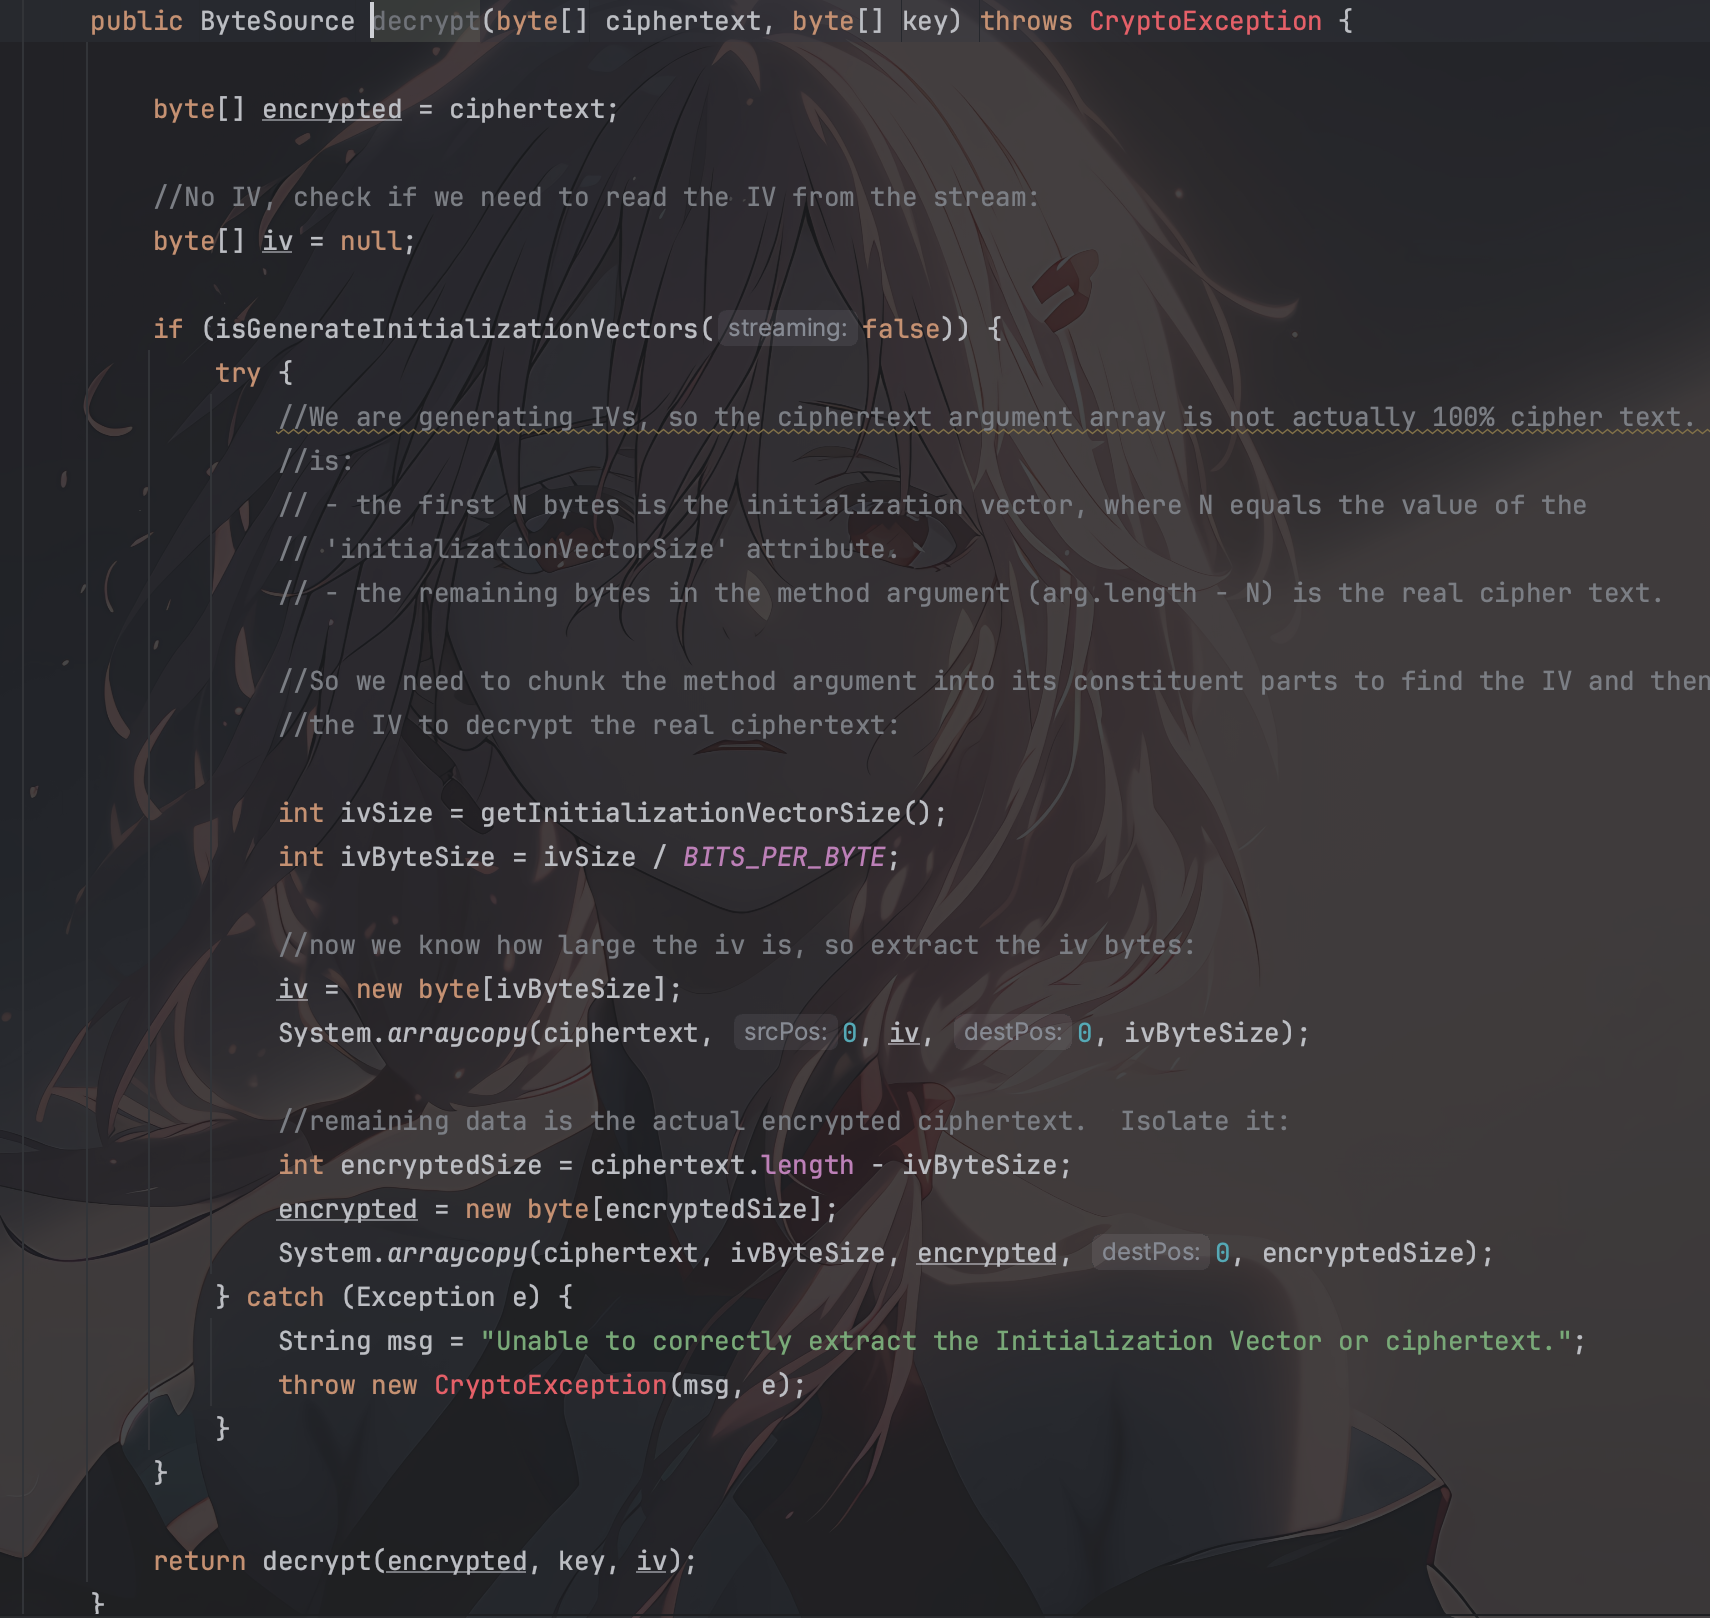 public ByteSource decrypt(byte[] ciphertext, byte[] key) throws CryptoException {
byte[] encrypted = ciphertext;
//No IV, check if we need to read the IV from the stream:
byte[] iv = null;
if (isGenerateInitializationVectors( streaming: false)) {
try {
//We are generating IVs, so the ciphertext argument array is not actually 100% cipher text.
//is:
// - the first N bytes is the initialization vector, where N equals the value of the
// 'initializationVectorSize' attribute.
// - the remaining bytes in the method argument (arg.length - N) is the real cipher text.
//So we need to chunk the method argument into its constituent parts to find the IV and then
//the IV to decrypt the real ciphertext:
int ivSize = getInitializationVectorSize();
int ivByteSize = ivSize / BITS_PER_BYTE;
//now we know how large the iv is, so extract the iv bytes:
iv = new byte[ivByteSize];
System.arraycopy(ciphertext, srcPos: 0, iv, destPos: 0, ivByteSize);
//remaining data is the actual encrypted ciphertext.  Isolate it:
int encryptedSize = ciphertext.length - ivByteSize;
encrypted = new byte[encryptedSize];
System.arraycopy(ciphertext, ivByteSize, encrypted, destPos: 0, encryptedSize);
} catch (Exception e) {
String msg = "Unable to correctly extract the Initialization Vector or ciphertext.";
throw new CryptoException(msg, e);
}
}
return decrypt(encrypted, key, iv);
}